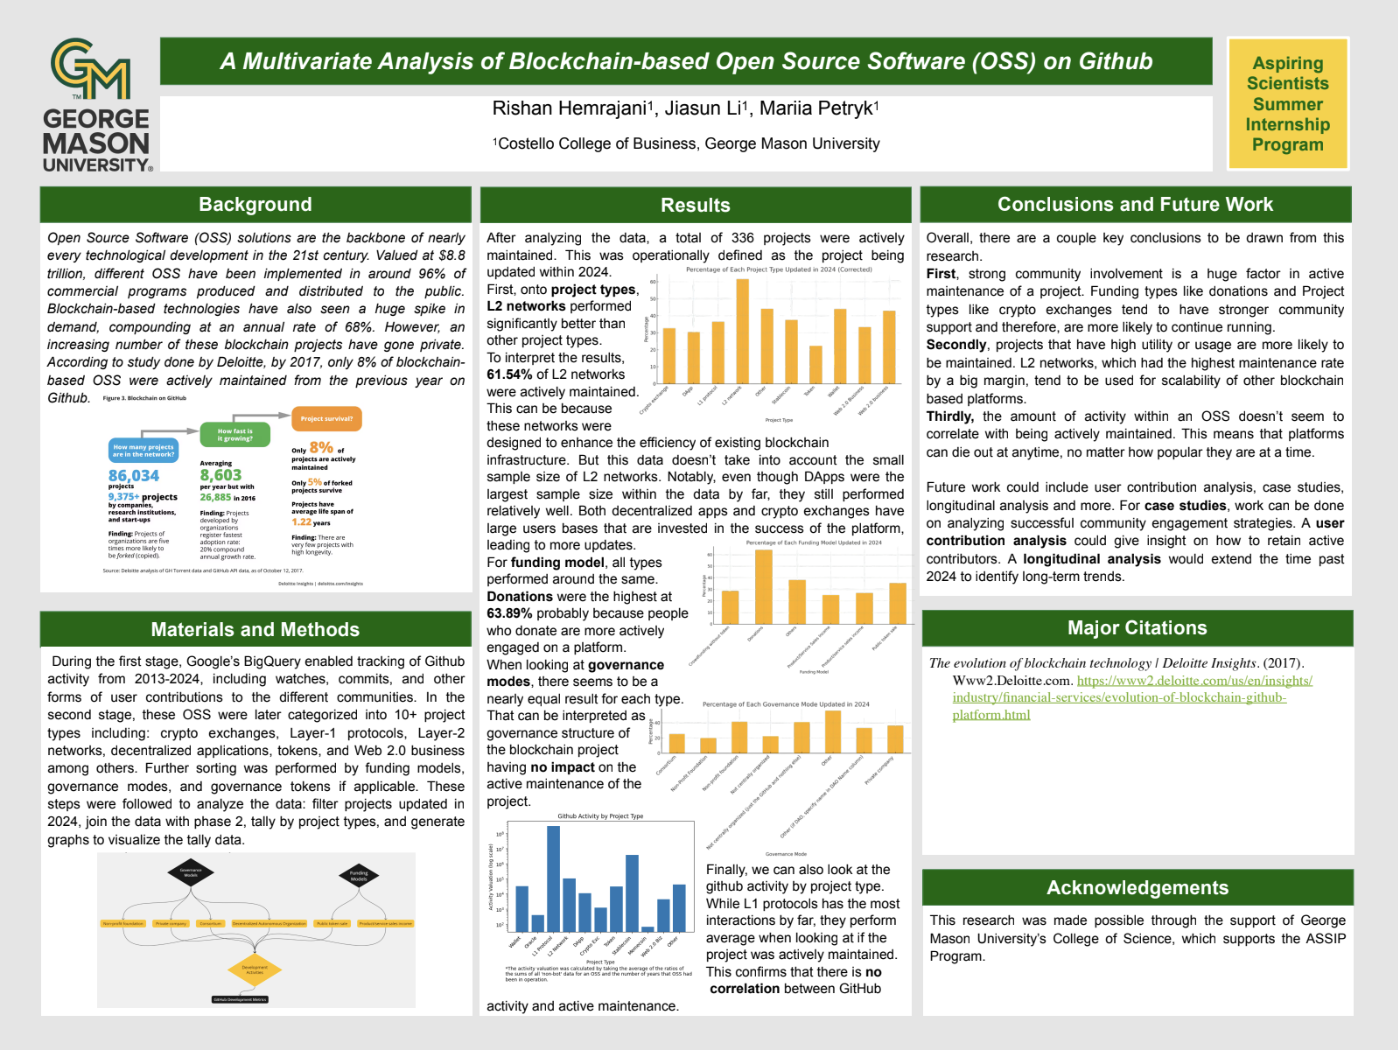 GM
TM
GEORGE
MASON
UNIVERSITY®
A Multivariate Analysis of Blockchain-based Open Source Software (OSS) on Github
Rishan Hemrajani¹, Jiasun Li¹, Mariia Petryk¹
¹Costello College of Business, George Mason University
Aspiring
Scientists
Summer
Internship
Program
Background
Open Source Software (OSS) solutions are the backbone of nearly
every technological development in the 21st century. Valued at $8.8
trillion, different OSS have been implemented in around 96% of
commercial programs produced and distributed to the public.
Blockchain-based technologies have also seen a huge spike in
demand, compounding at an annual rate of 68%. However, an
increasing number of these blockchain projects have gone private.
According to study done by Deloitte, by 2017, only 8% of blockchain-
based OSS were actively maintained from the previous year on
Github.
Figure 3. Blockchain on GitHub
How many projects
are in the network?
86,034
projects
9,375+ projects
by companies,
research institutions,
and start-ups
Finding: Projects of
organizations are five
times more likely to
be forked (copied).
How fast is
it growing?
Averaging
8,603
per year but with
26,885 in 2016
Finding: Projects
developed by
organizations
register fastest
adoption rate:
20% compound
annual growth rate.
Project survival?
Only 8% of
projects are actively
maintained
Only 5% of forked
projects survive
Projects have
average life span of
1.22 years
Finding: There are
very few projects with
high longevity.
Source: Deloitte analysis of GH Torrent data and GitHub API data, as of October 12, 2017.
Deloitte Insights | deloitte.com/insights
Materials and Methods
During the first stage, Google's BigQuery enabled tracking of Github
activity from 2013-2024, including watches, commits, and other
forms of user contributions to the different communities. In the
second stage, these OSS were later categorized into 10+ project
types including: crypto exchanges, Layer-1 protocols, Layer-2
networks, decentralized applications, tokens, and Web 2.0 business
among others. Further sorting was performed by funding models,
governance modes, and governance tokens if applicable. These
steps were followed to analyze the data: filter projects updated in
2024, join the data with phase 2, tally by project types, and generate
graphs to visualize the tally data.
Governance
Models
Funding
Models
Non-profit foundation
Private company
Consortium
Decentralized Autonomous Organization
Public token sale
Product/service sales income
Development
Activities
GitHub Development Metrics
Results
After analyzing the data, a total of 336 projects were actively
maintained. This was operationally defined as the project being
updated within 2024.
First, onto project types,
L2 networks performed
significantly better than
other project types.
To interpret the results,
61.54% of L2 networks
were actively maintained.
This can be because
these networks were
designed to enhance the efficiency of existing blockchain
infrastructure. But this data doesn't take into account the small
sample size of L2 networks. Notably, even though DApps were the
largest sample size within the data by far, they still performed
relatively well. Both decentralized apps and crypto exchanges have
large users bases that are invested in the success of the platform,
leading to more updates.
Percentage of Each Project Type Updated in 2024 (Corrected)
Percentage
60
50
40
30
20
10
0
Crypto exchange
DApp
L1 protocol
L2 network
Other
Stablecoin
Token
Wallet
Web 2.0 Business
Web 2.0 business
Project Type
For funding model, all types
performed around the same.
Donations were the highest at
63.89% probably because people
who donate are more actively
engaged on a platform.
Percentage of Each Funding Model Updated in 2024
Percentage
50
40
30
20
10
0
Crowdfunding without token
Donations
Others
Product/Service Sales Income
Product/service sales income
Public token sale
Funding Model
When looking at governance
modes, there seems to be a
nearly equal result for each type.
That can be interpreted as
governance structure of
the blockchain project
having no impact on the
active maintenance of the
project.
Percentage of Each Governance Mode Updated in 2024
Percentage
40
20
0
Consortium
Non-Profit Foundation
Non-profit foundation
Not centrally organized
Not centrally organized (just the Github and nothing else)
Other
Other (if DAO, specify name in DAO Name column)
Private company
Governance Mode
Github Activity by Project Type
Activity Valuation (log scale)
10⁸
10⁷
10⁶
10⁵
10⁴
10³
10²
Wallet
Oracle
L1 Protocol
L2 Network
DApp
Crypto Exc
Token
Stablecoin
Memecoin
Web 2.0 Biz
Other
Project Type
*The activity valuation was calculated by taking the average of the ratios of
the sums of all 'non-bot' data for an OSS and the number of years that OSS had
been in operation.
Finally, we can also look at the
github activity by project type.
While L1 protocols has the most
interactions by far, they perform
average when looking at if the
project was actively maintained.
This confirms that there is no
correlation between GitHub
activity and active maintenance.
Conclusions and Future Work
Overall, there are a couple key conclusions to be drawn from this
research.
First, strong community involvement is a huge factor in active
maintenance of a project. Funding types like donations and Project
types like crypto exchanges tend to have stronger community
support and therefore, are more likely to continue running.
Secondly, projects that have high utility or usage are more likely to
be maintained. L2 networks, which had the highest maintenance rate
by a big margin, tend to be used for scalability of other blockchain
based platforms.
Thirdly, the amount of activity within an OSS doesn't seem to
correlate with being actively maintained. This means that platforms
can die out at anytime, no matter how popular they are at a time.
Future work could include user contribution analysis, case studies,
longitudinal analysis and more. For case studies, work can be done
on analyzing successful community engagement strategies. A user
contribution analysis could give insight on how to retain active
contributors. A longitudinal analysis would extend the time past
2024 to identify long-term trends.
Major Citations
The evolution of blockchain technology | Deloitte Insights. (2017).
Www2.Deloitte.com. https://www2.deloitte.com/us/en/insights/
industry/financial-services/evolution-of-blockchain-github-
platform.html
Acknowledgements
This research was made possible through the support of George
Mason University's College of Science, which supports the ASSIP
Program.